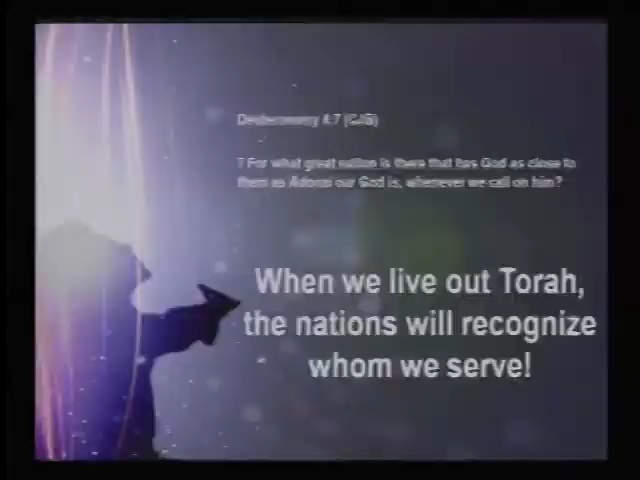 Deuteronomy 4:7 (CJB)
7 For what great nation is there that has God as close to
them as Adonai our God is, whenever we call on him?
When we live out Torah,
the nations will recognize
whom we serve!